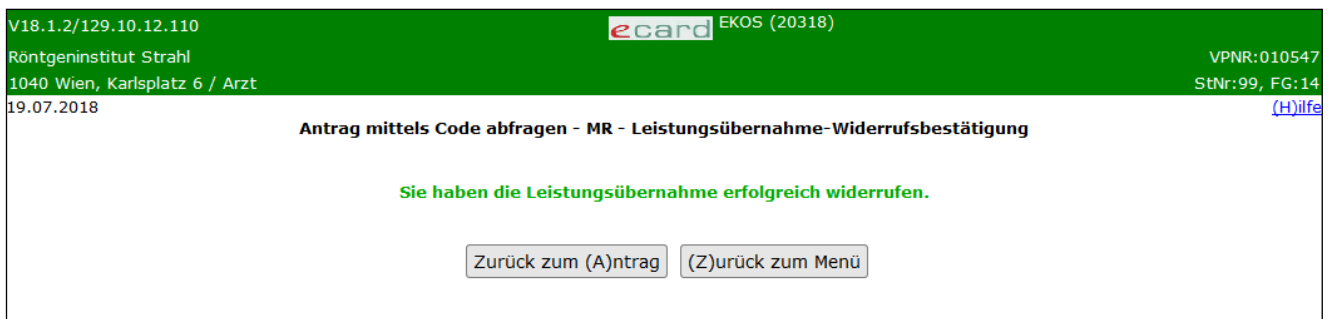 V18.1.2/129.10.12.110 ecard EKOS (20318)
Röntgeninstitut Strahl VPNR:010547
1040 Wien, Karlsplatz 6 / Arzt StNr:99, FG:14
19.07.2018 (H)ilfe
Antrag mittels Code abfragen - MR - Leistungsübernahme-Widerrufsbestätigung
Sie haben die Leistungsübernahme erfolgreich widerrufen.
Zurück zum (A)ntrag (Z)urück zum Menü